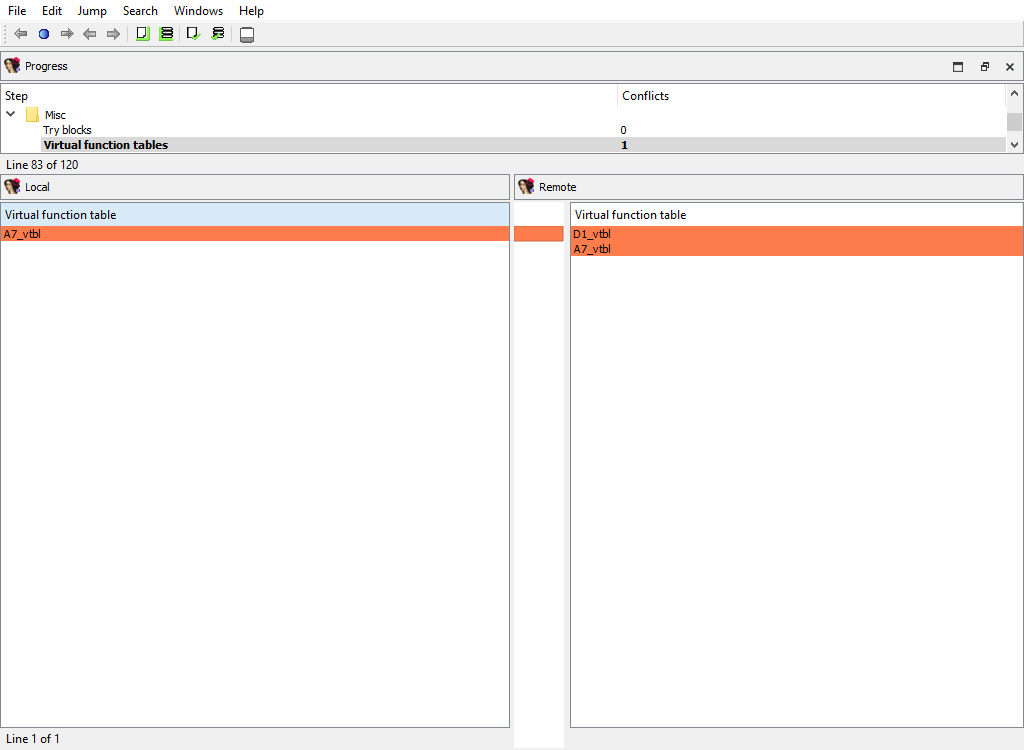 File Edit Jump Search Windows Help
Progress
Step Conflicts
Misc
Try blocks 0
Virtual function tables 1
Line 83 of 120
Local Remote
Virtual function table Virtual function table
A7_vtbl D1_vtbl
A7_vtbl
Line 1 of 1